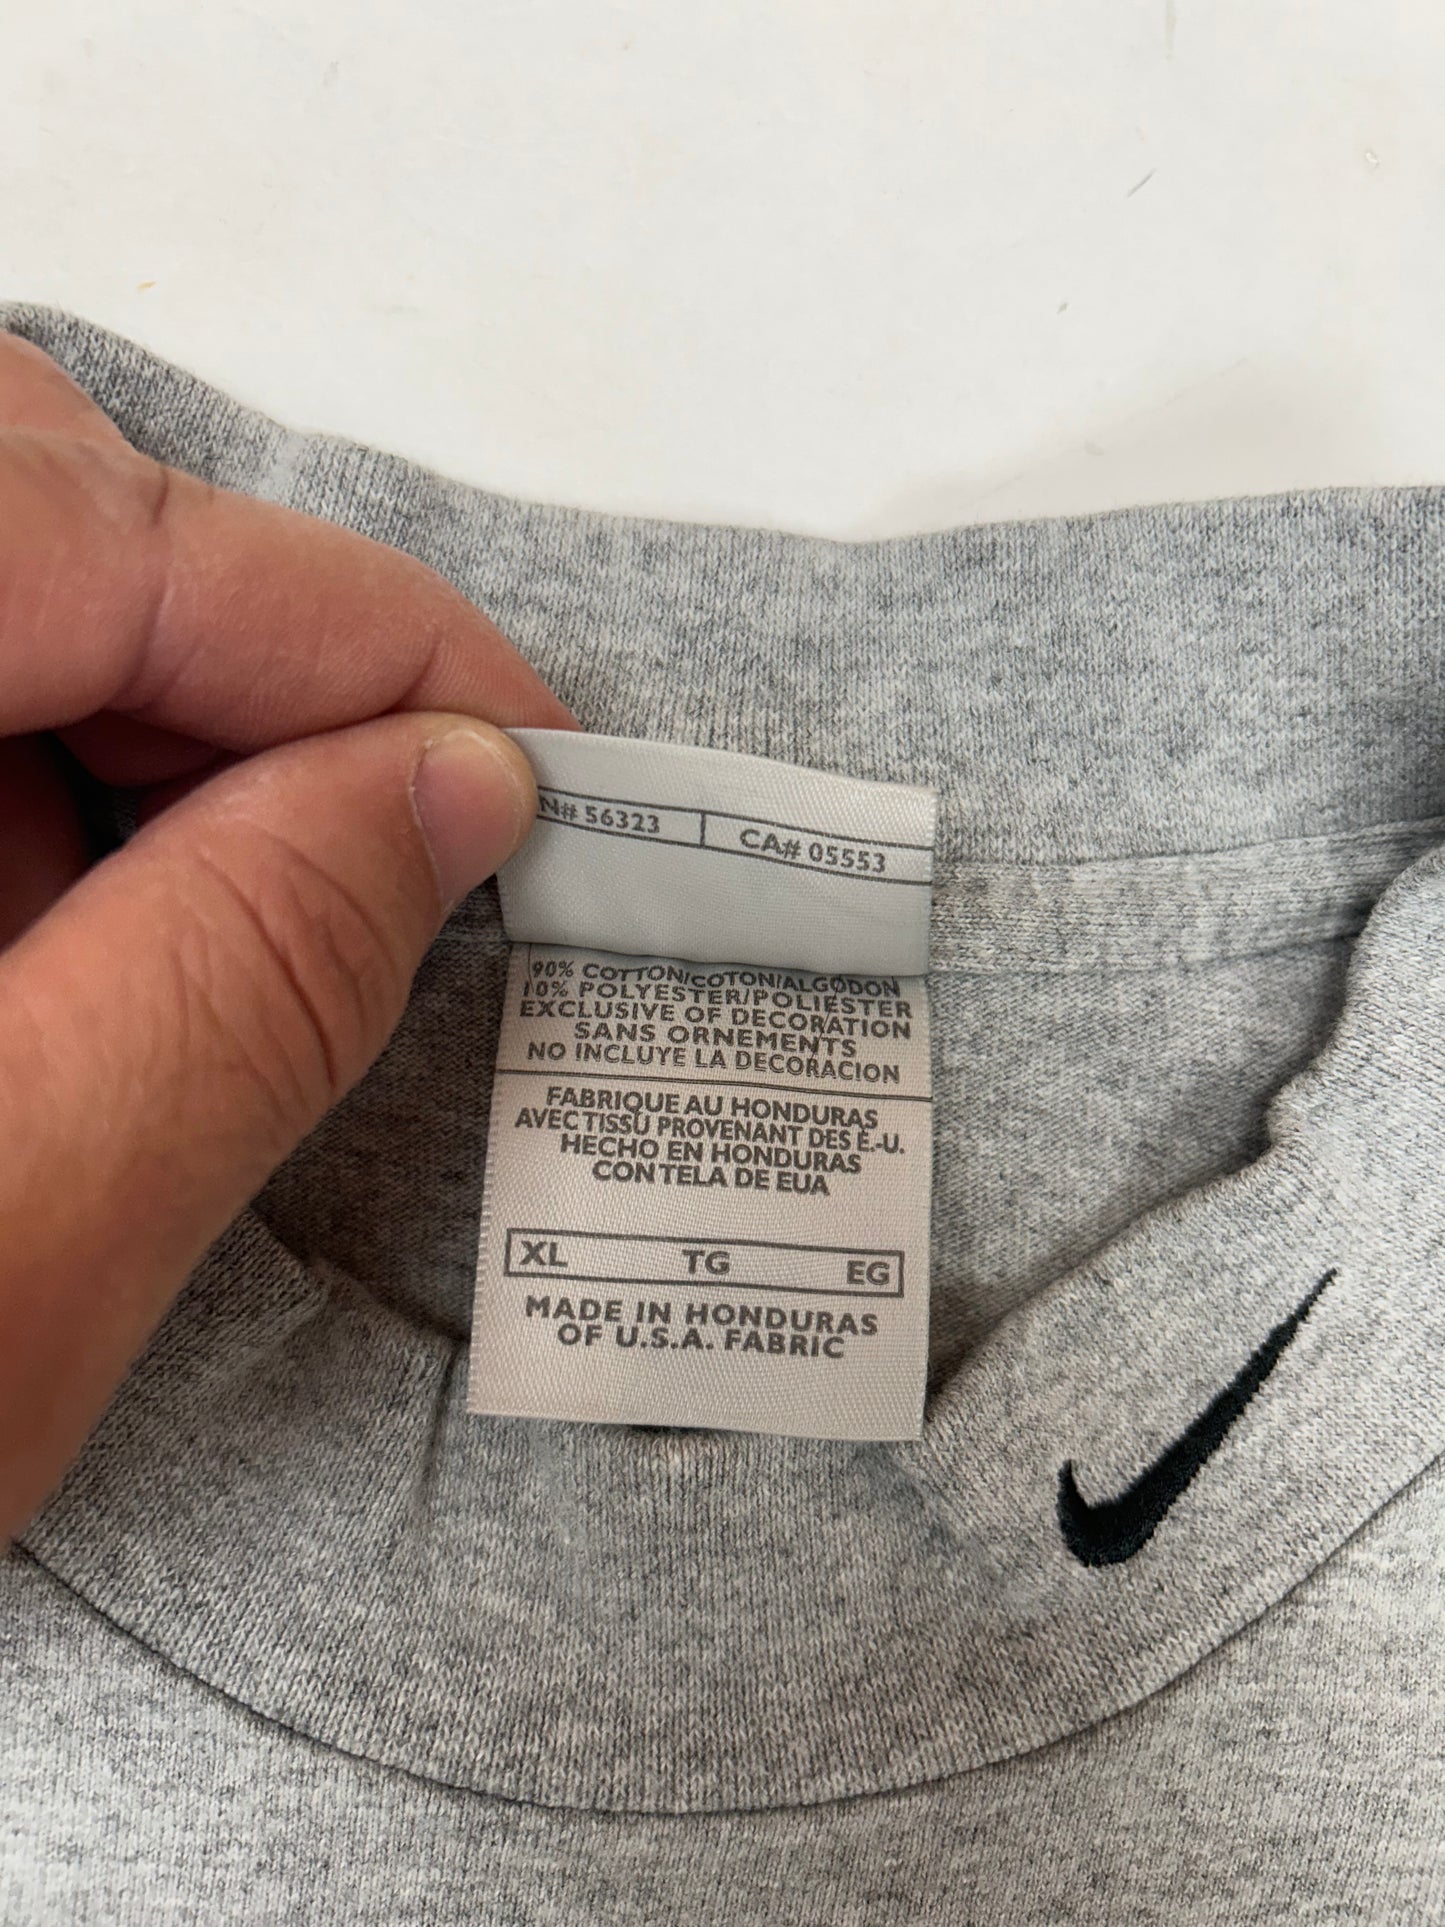 N# 56323 CA# 05553
90% COTTON/COTON/ALGODON
10% POLYESTER/POLIESTER
EXCLUSIVE OF DECORATION
SANS ORNEMENTS
NO INCLUYE LA DECORACION
FABRIQUE AU HONDURAS
AVEC TISSU PROVENANT DES É.-U.
HECHO EN HONDURAS
CON TELA DE EUA
XL TG EG
MADE IN HONDURAS
OF U.S.A. FABRIC